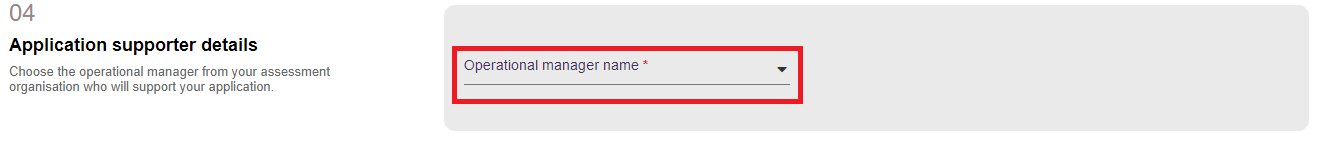 04
Application supporter details
Choose the operational manager from your assessment
organisation who will support your application.
Operational manager name *